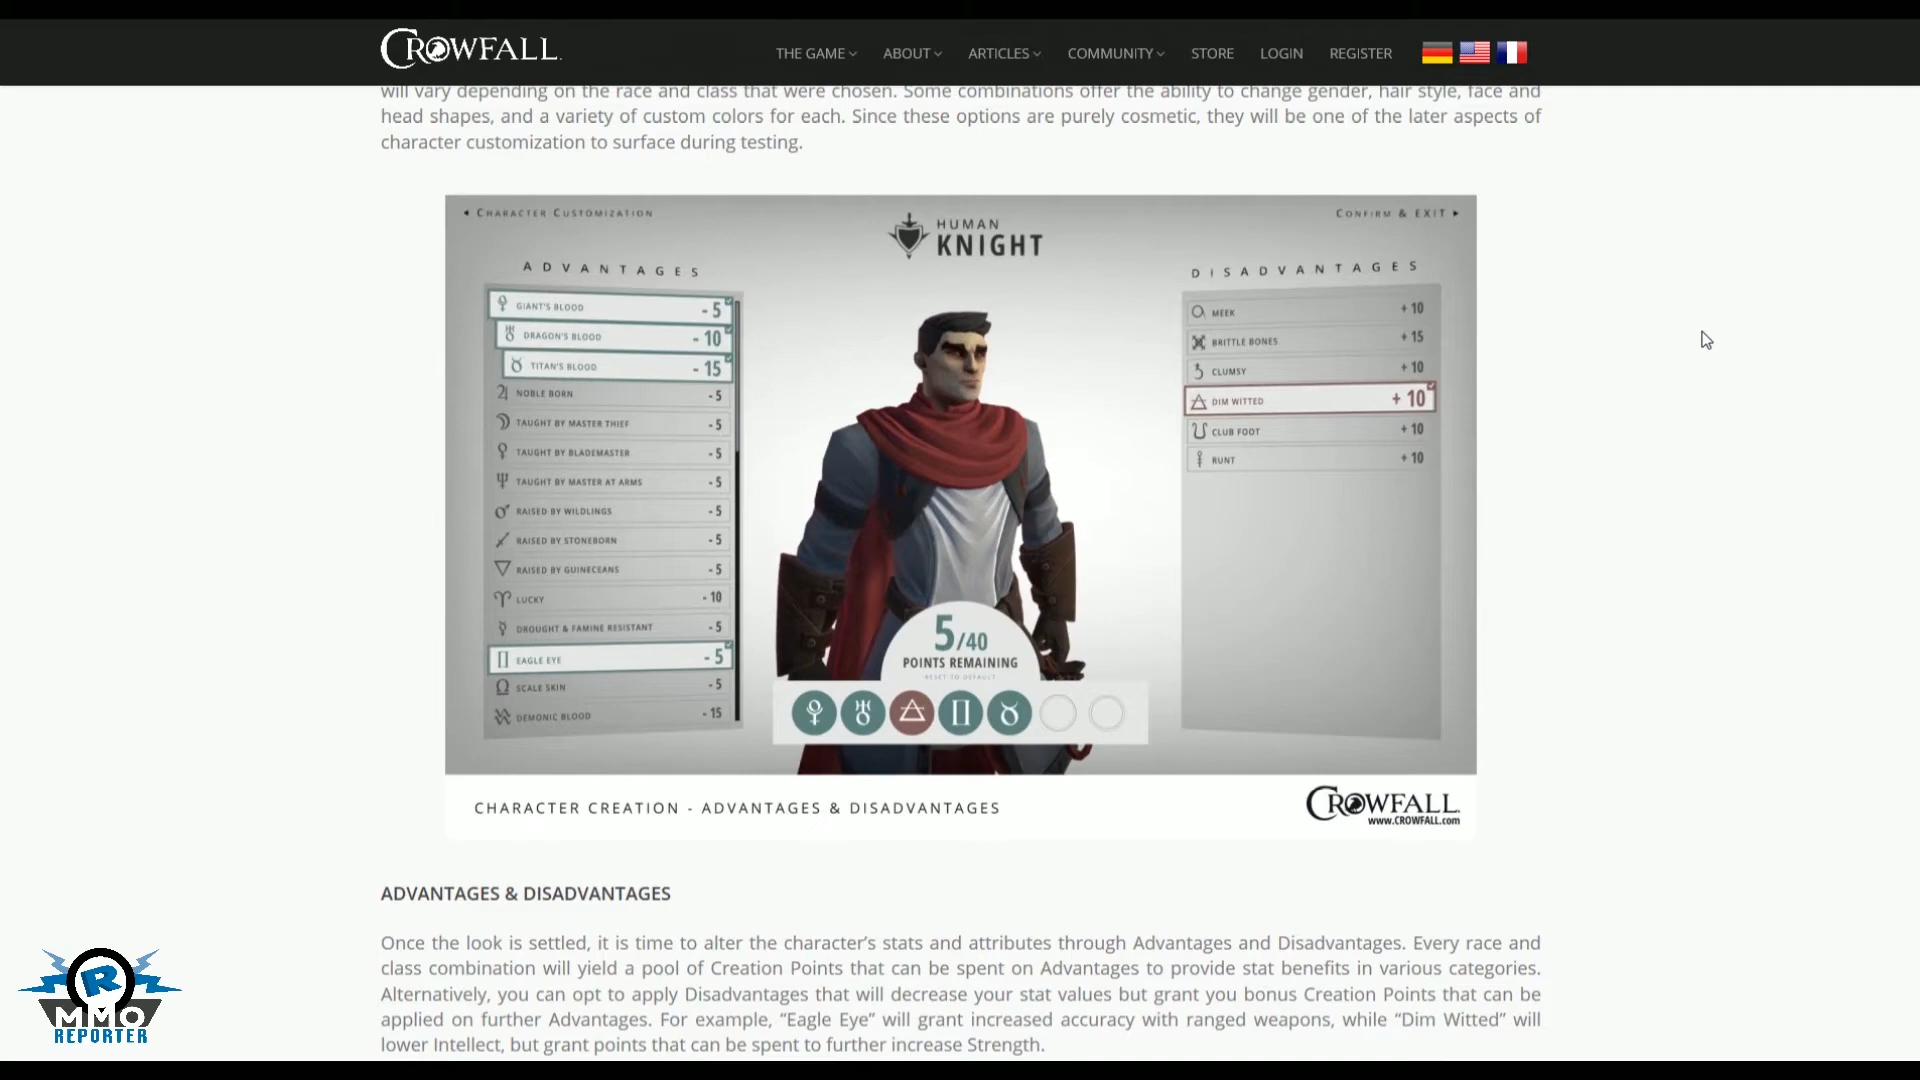 CROWFALL.
THE GAME ABOUT ARTICLES COMMUNITY STORE LOGIN REGISTER
will vary depending on the race and class that were chosen. Some combinations offer the ability to change gender, hair style, face and
head shapes, and a variety of custom colors for each. Since these options are purely cosmetic, they will be one of the later aspects of
character customization to surface during testing.
CHARACTER CUSTOMIZATION
HUMAN
KNIGHT
CONFIRM & EXIT
ADVANTAGES
GIANT'S BLOOD - 5
DRAGON'S BLOOD - 10
TITAN'S BLOOD - 15
NOBLE BORN - 5
TAUGHT BY MASTER THIEF - 5
TAUGHT BY BLADEMASTER - 5
TAUGHT BY MASTER AT ARMS - 5
RAISED BY WILDLINGS - 5
RAISED BY STONEBORN - 5
RAISED BY GUINECEANS - 5
LUCKY - 10
DROUGHT & FAMINE RESISTANT - 5
EAGLE EYE - 5
SCALE SKIN - 5
DEMONIC BLOOD - 15
DISADVANTAGES
MEEK + 10
BRITTLE BONES + 15
CLUMSY + 10
DIM WITTED + 10
CLUB FOOT + 10
RUNT + 10
5/40
POINTS REMAINING
RESET TO DEFAULT
CHARACTER CREATION - ADVANTAGES & DISADVANTAGES
CROWFALL.
www.CROWFALL.com
ADVANTAGES & DISADVANTAGES
Once the look is settled, it is time to alter the character's stats and attributes through Advantages and Disadvantages. Every race and
class combination will yield a pool of Creation Points that can be spent on Advantages to provide stat benefits in various categories.
Alternatively, you can opt to apply Disadvantages that will decrease your stat values but grant you bonus Creation Points that can be
applied on further Advantages. For example, “Eagle Eye” will grant increased accuracy with ranged weapons, while “Dim Witted” will
lower Intellect, but grant points that can be spent to further increase Strength.
R
MMO
REPORTER